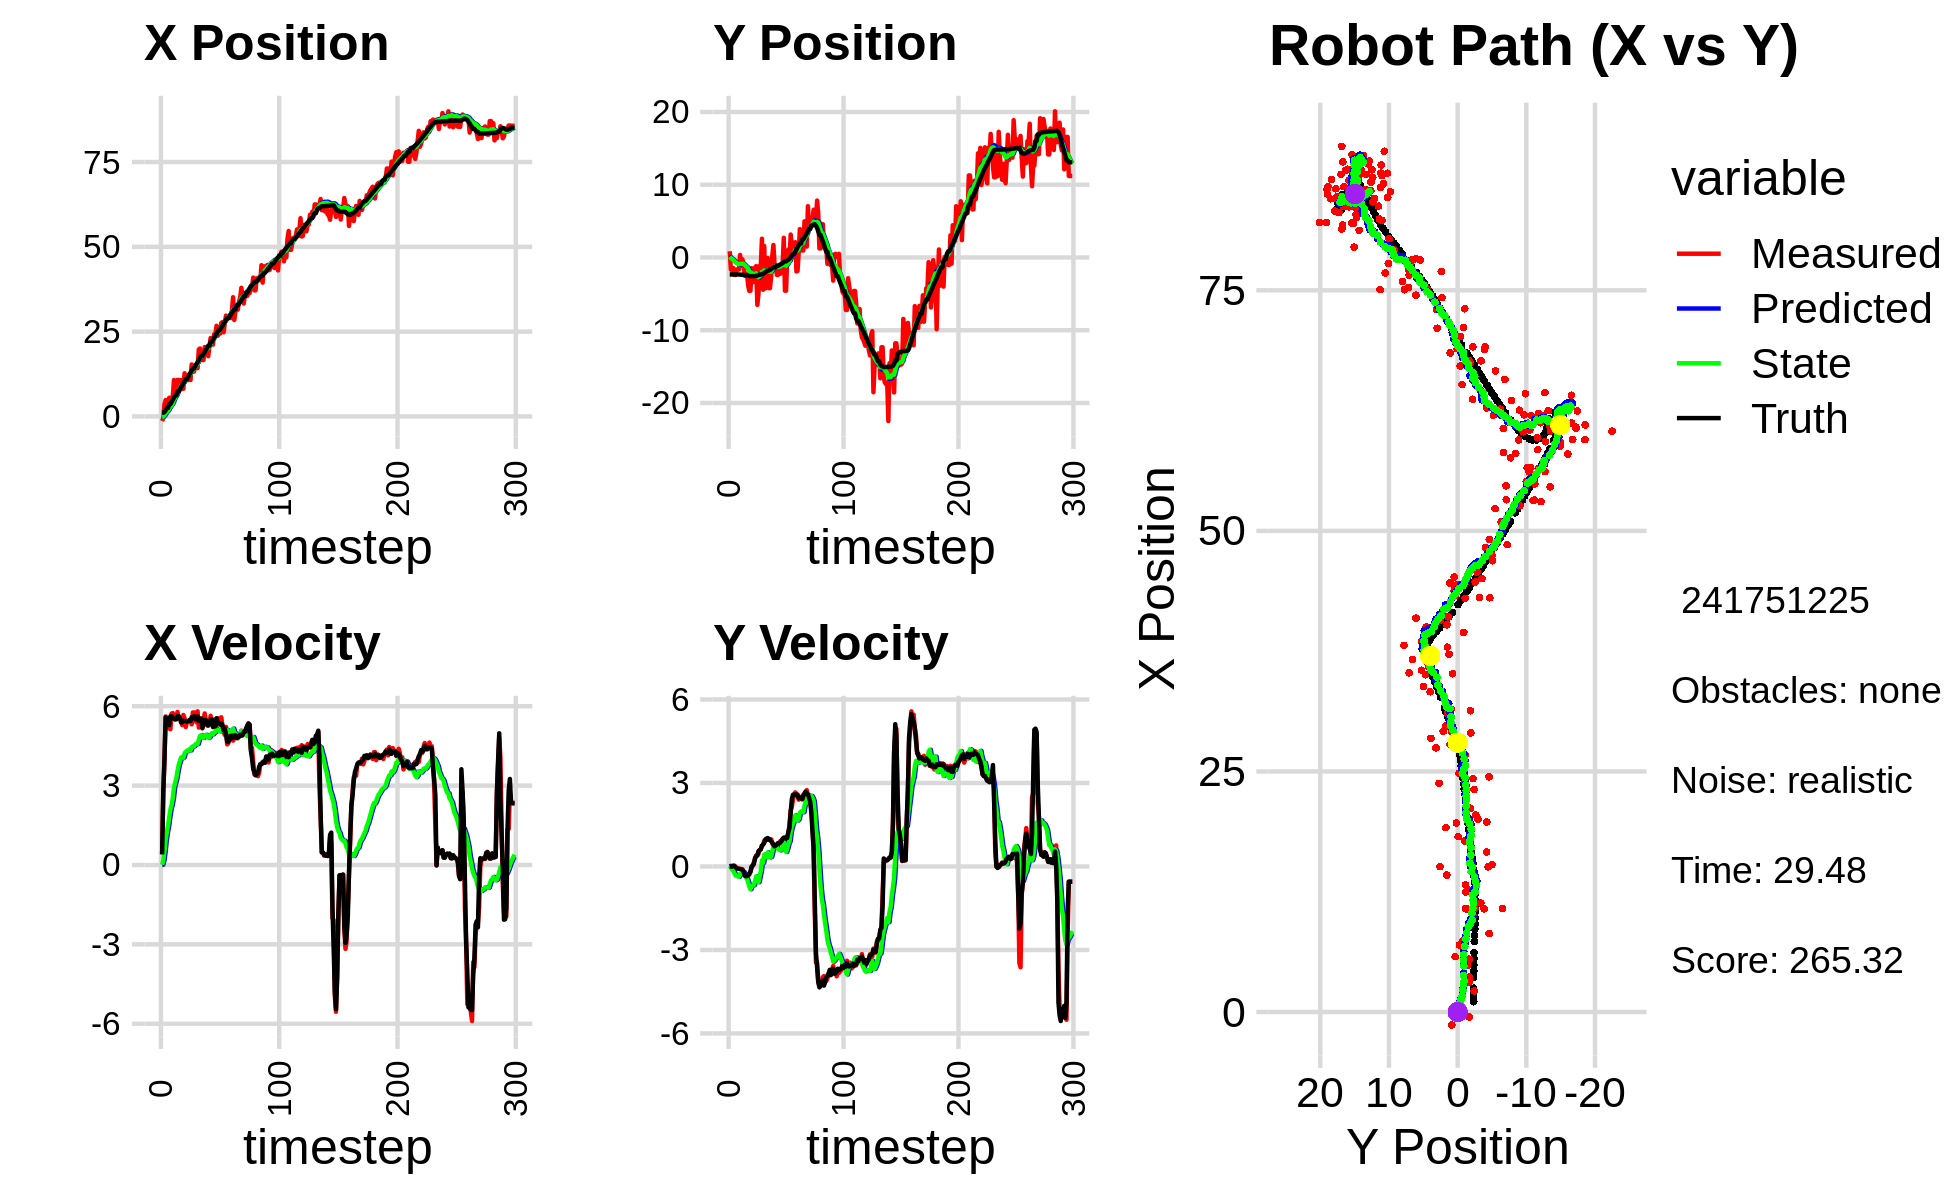 X Position
75
50
25
0
0
100
200
300
timestep
Y Position
20
10
0
-10
-20
0
100
200
300
timestep
X Velocity
6
3
0
-3
-6
0
100
200
300
timestep
Y Velocity
6
3
0
-3
-6
0
100
200
300
timestep
Robot Path (X vs Y)
X Position
75
50
25
0
20 10 0 -10 -20
Y Position
variable
Measured
Predicted
State
Truth
241751225
Obstacles: none
Noise: realistic
Time: 29.48
Score: 265.32